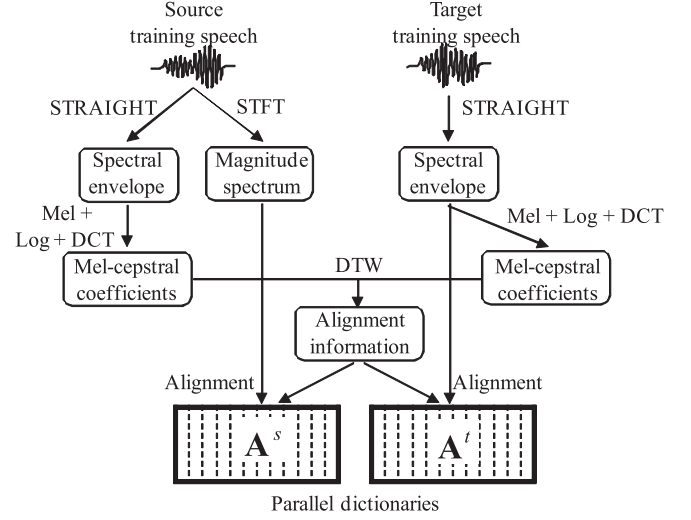 Source
training speech
Target
training speech
STRAIGHT
STFT
STRAIGHT
Spectral
envelope
Magnitude
spectrum
Spectral
envelope
Mel +
Log + DCT
Mel + Log + DCT
Mel-cepstral
coefficients
DTW
Mel-cepstral
coefficients
Alignment
information
Alignment
Alignment
A^s
A^t
Parallel dictionaries